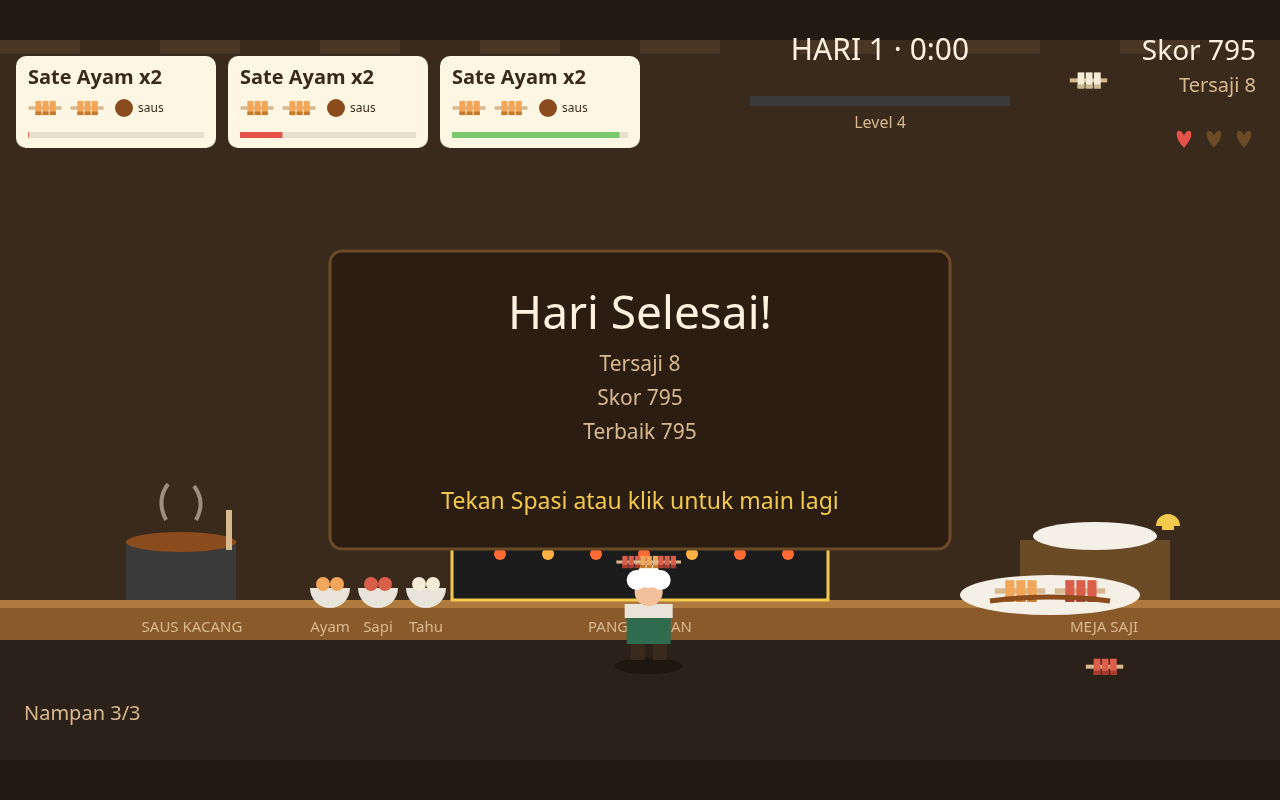 Sate Ayam x2
saus
Sate Ayam x2
saus
Sate Ayam x2
saus
HARI 1 · 0:00
Level 4
Skor 795
Tersaji 8
Hari Selesai!
Tersaji 8
Skor 795
Terbaik 795
Tekan Spasi atau klik untuk main lagi
SAUS KACANG
Ayam
Sapi
Tahu
MEJA SAJI
Nampan 3/3